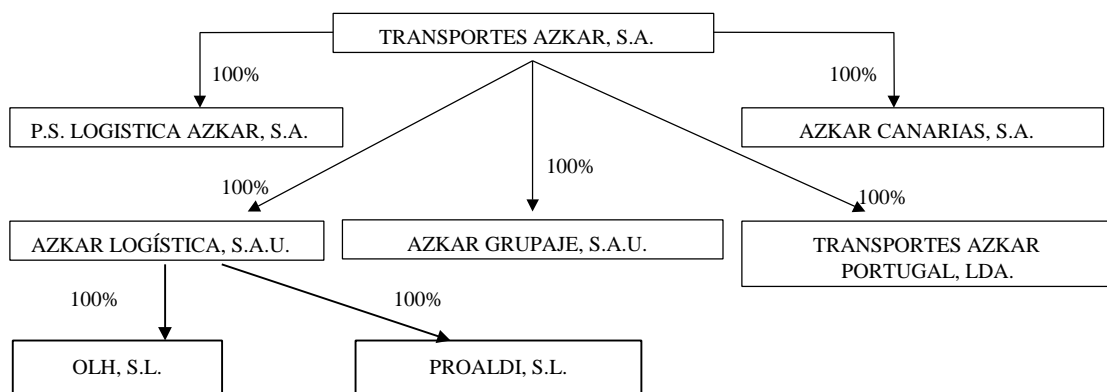 TRANSPORTES AZKAR, S.A.
100%
100%
P.S. LOGISTICA AZKAR, S.A.
AZKAR CANARIAS, S.A.
100%
100%
100%
AZKAR LOGÍSTICA, S.A.U.
AZKAR GRUPAJE, S.A.U.
TRANSPORTES AZKAR
PORTUGAL, LDA.
100%
100%
OLH, S.L.
PROALDI, S.L.